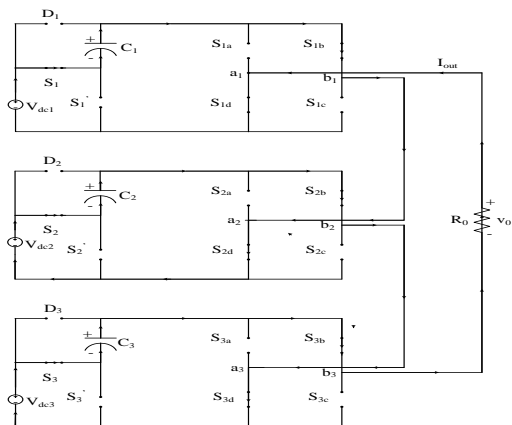 D1
+
C1
-
S1a
S1b
a1
b1
Iout
S1
Vdc1
S1'
S1d
S1c
D2
+
C2
-
S2a
S2b
a2
b2
S2
Vdc2
S2'
S2d
S2c
R0
+
v0
-
D3
+
C3
-
S3a
S3b
a3
b3
S3
Vdc3
S3'
S3d
S3c